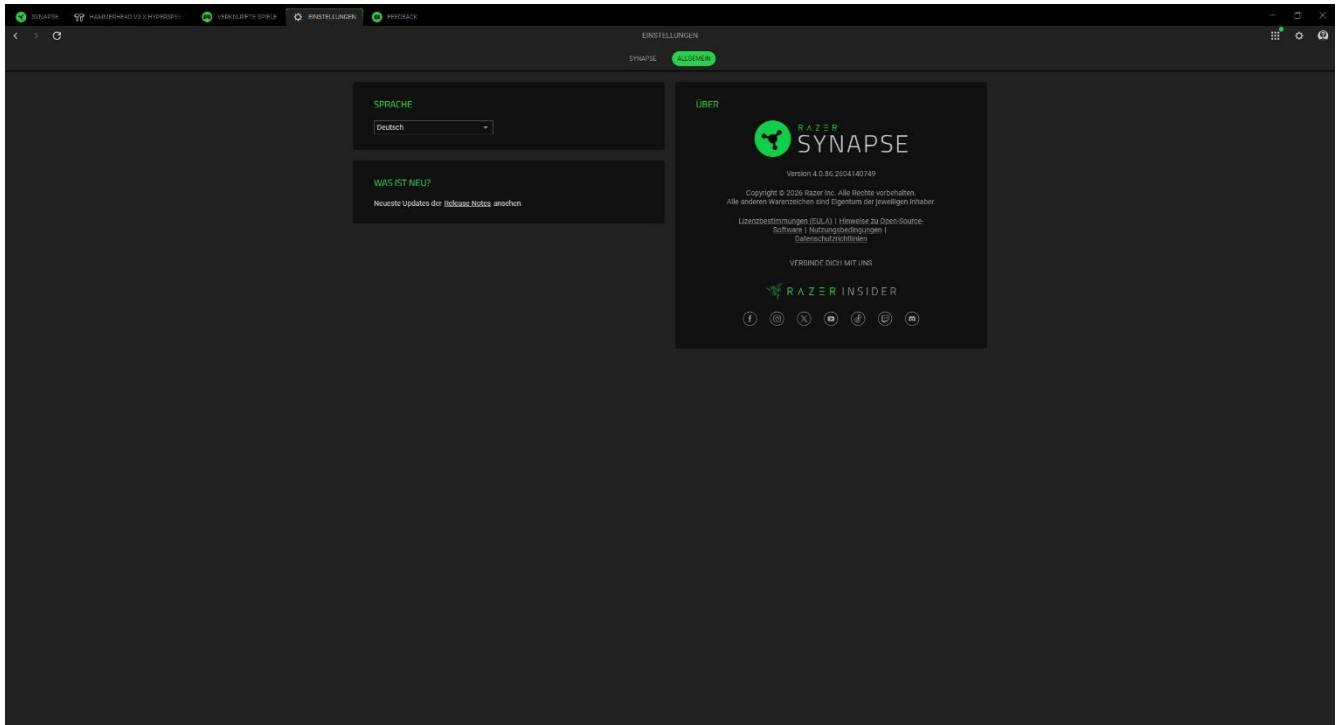 SYNAPSE
HAMMERHEAD V3 X HYPERSPE
VERKNÜPFTE SPIELE
EINSTELLUNGEN
FEEDBACK
EINSTELLUNGEN
SYNAPSE
ALLGEMEIN
SPRACHE
Deutsch
WAS IST NEU?
Neueste Updates der Release Notes ansehen
ÜBER
RAZER
SYNAPSE
Version 4.0.86.2604140749
Copyright © 2026 Razer Inc. Alle Rechte vorbehalten.
Alle anderen Warenzeichen sind Eigentum der jeweiligen Inhaber.
Lizenzbestimmungen (EULA) | Hinweise zu Open-Source-
Software | Nutzungsbedingungen |
Datenschutzrichtlinien
VERBINDE DICH MIT UNS
RAZER INSIDER